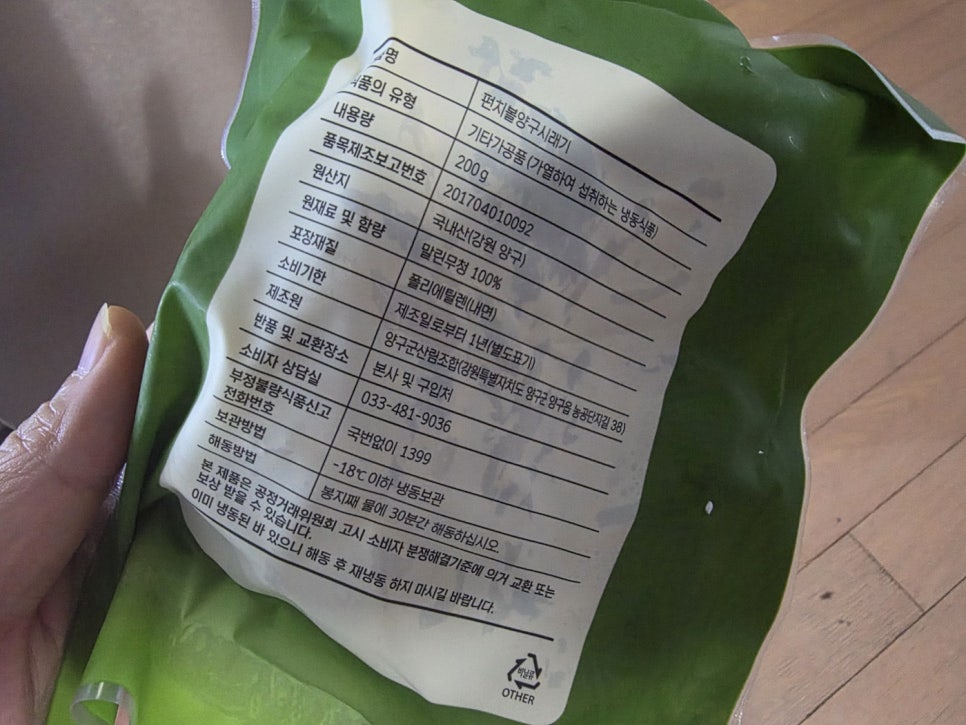 명 펀치볼양구시래기
식품의 유형 기타가공품(가열하여 섭취하는 냉동식품)
내용량 200g
품목제조보고번호 201704010092
원산지 국내산(강원 양구)
원재료 및 함량 말린무청 100%
포장재질 폴리에틸렌(내면)
소비기한 제조일로부터 1년(별도표기)
제조원 양구군산림조합(강원특별자치도 양구군 양구읍 농공단지길 38)
반품 및 교환장소 본사 및 구입처
소비자 상담실 033-481-9036
부정불량식품신고
전화번호 국번없이 1399
보관방법 -18℃ 이하 냉동보관
해동방법 봉지째 물에 30분간 해동하십시오.
본 제품은 공정거래위원회 고시 소비자 분쟁해결기준에 의거 교환 또는
보상 받을 수 있습니다.
이미 냉동된 바 있으니 해동 후 재냉동 하지 마시길 바랍니다.
비닐류
OTHER